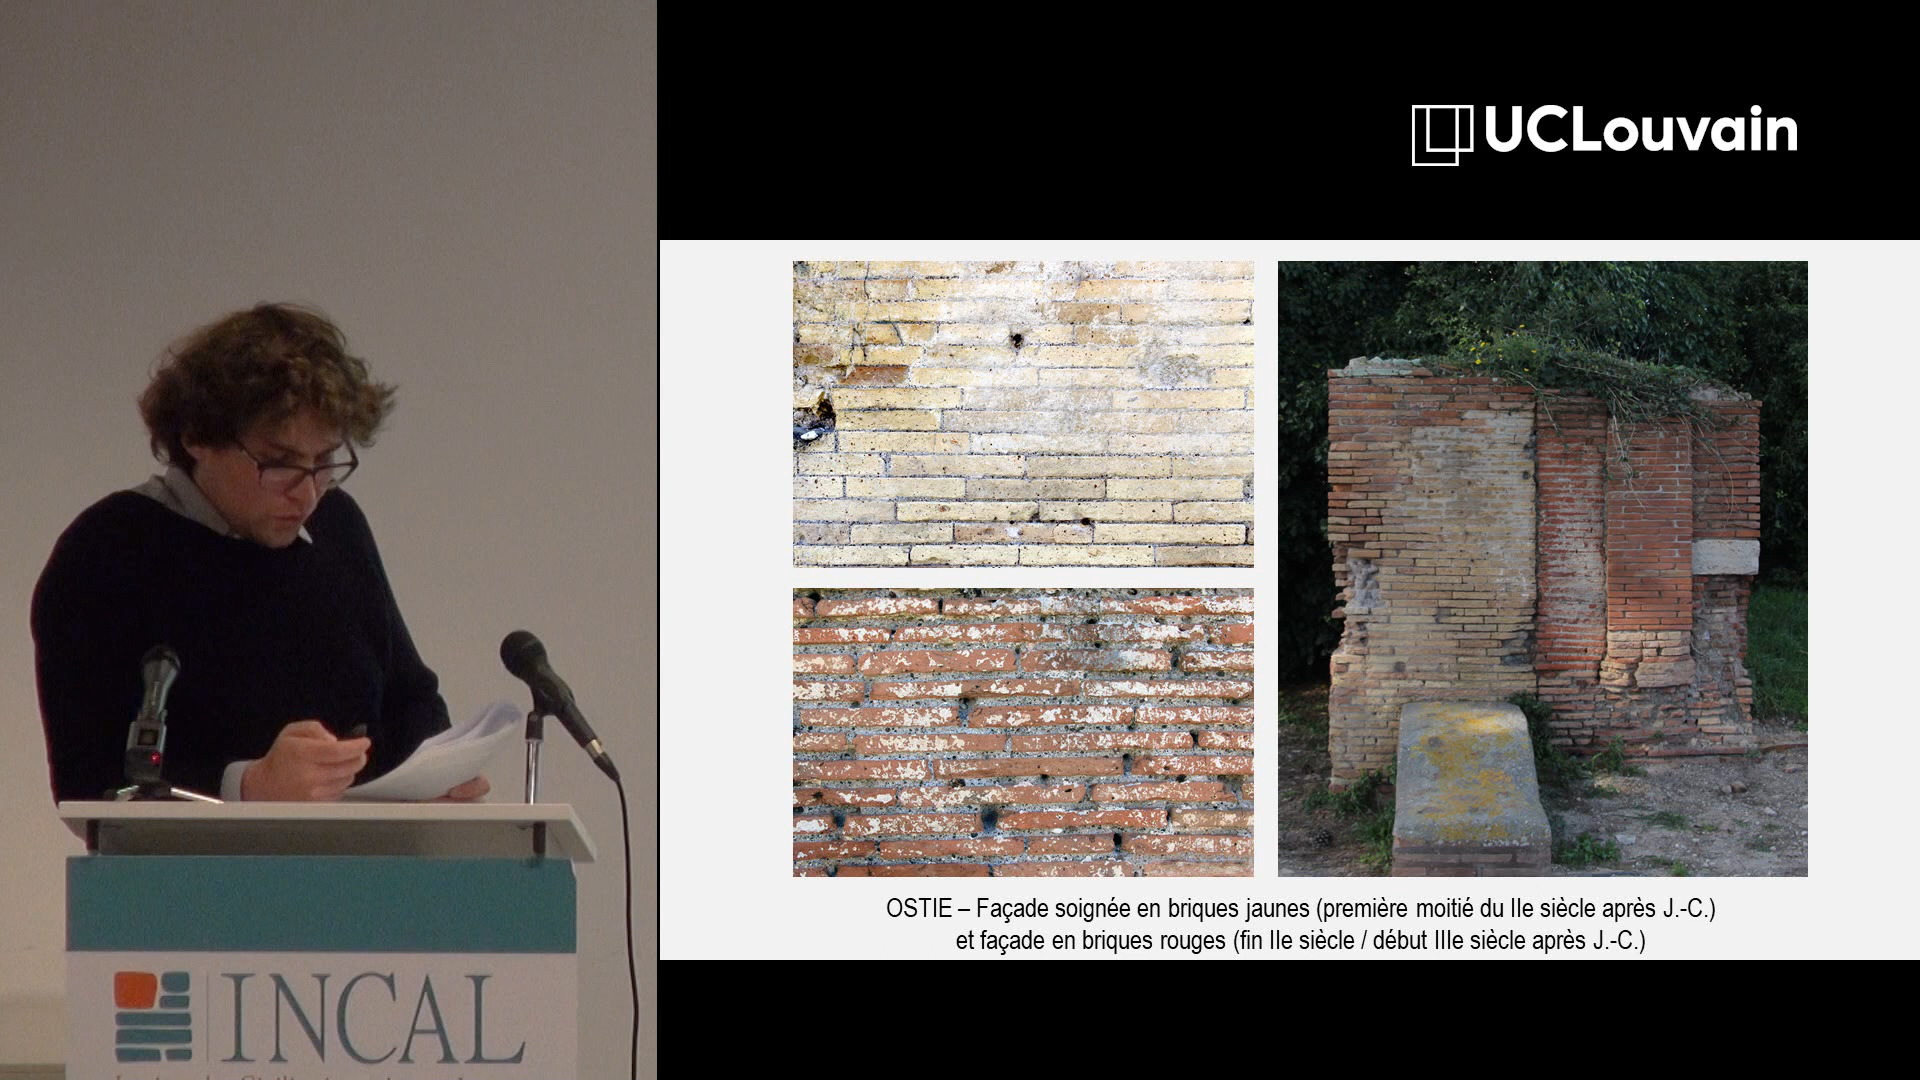 UCLouvain
OSTIE – Façade soignée en briques jaunes (première moitié du IIe siècle après J.-C.)
et façade en briques rouges (fin IIe siècle / début IIIe siècle après J.-C.)
INCAL